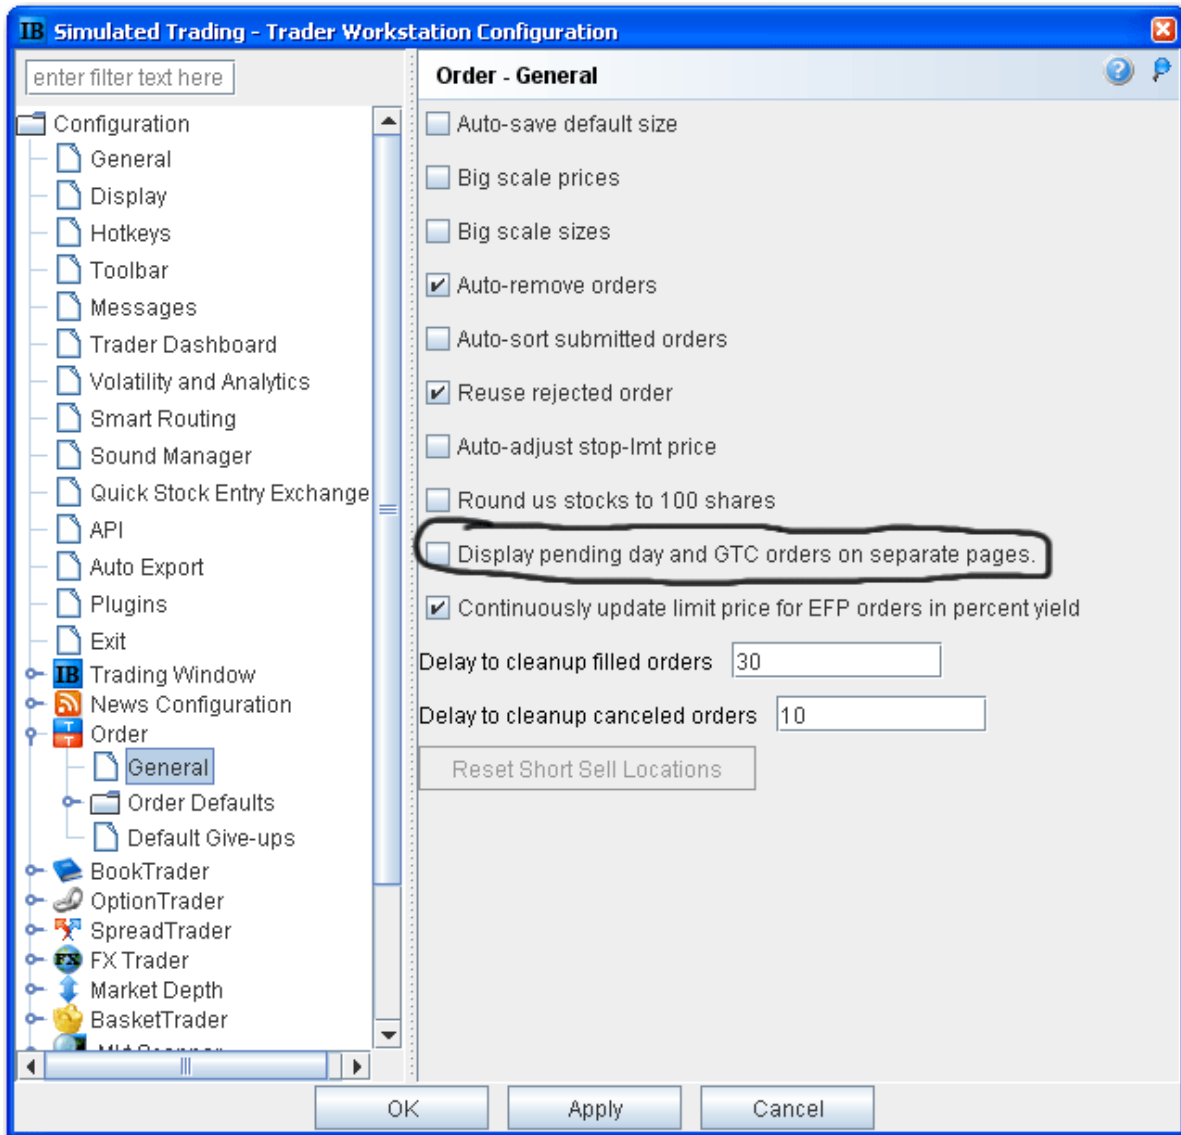 IB Simulated Trading - Trader Workstation Configuration
enter filter text here
Configuration
General
Display
Hotkeys
Toolbar
Messages
Trader Dashboard
Volatility and Analytics
Smart Routing
Sound Manager
Quick Stock Entry Exchange
API
Auto Export
Plugins
Exit
IB Trading Window
News Configuration
Order
General
Order Defaults
Default Give-ups
BookTrader
OptionTrader
SpreadTrader
FX FX Trader
Market Depth
BasketTrader
Order - General
Auto-save default size
Big scale prices
Big scale sizes
Auto-remove orders
Auto-sort submitted orders
Reuse rejected order
Auto-adjust stop-lmt price
Round us stocks to 100 shares
Display pending day and GTC orders on separate pages.
Continuously update limit price for EFP orders in percent yield
Delay to cleanup filled orders 30
Delay to cleanup canceled orders 10
Reset Short Sell Locations
OK Apply Cancel